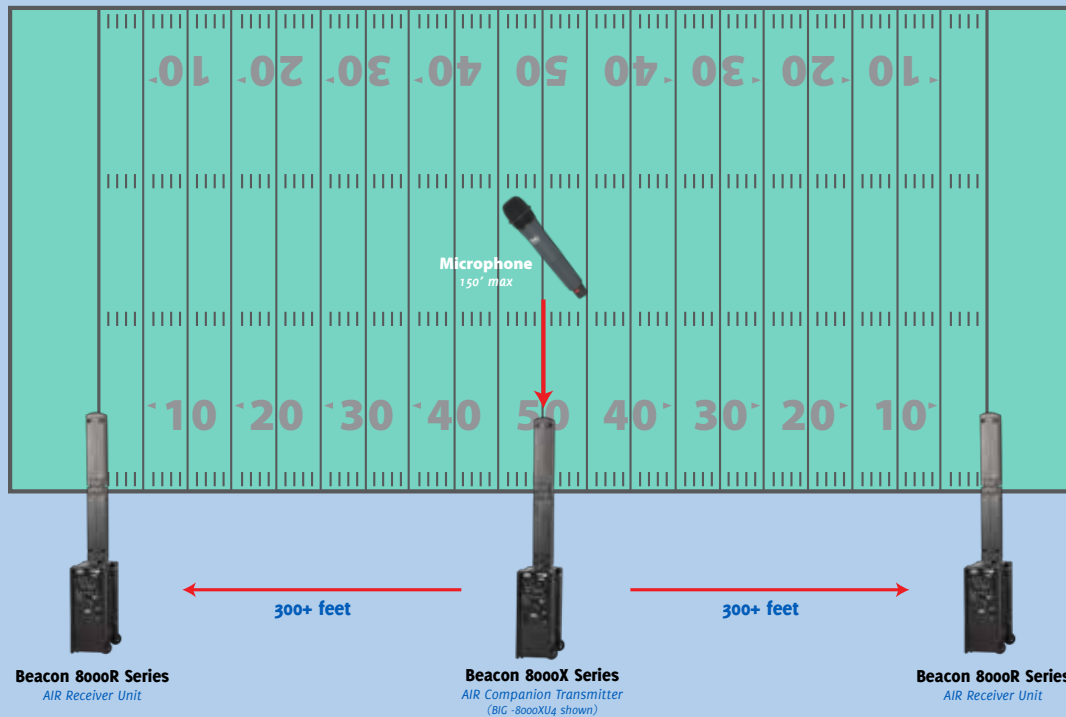 10 20 30 40 50 40 30 20 10
Microphone
150' max
10 20 30 40 50 40 30 20 10
300+ feet 300+ feet
Beacon 8000R Series
AIR Receiver Unit
Beacon 8000X Series
AIR Companion Transmitter
(BIG -8000XU4 shown)
Beacon 8000R Series
AIR Receiver Unit